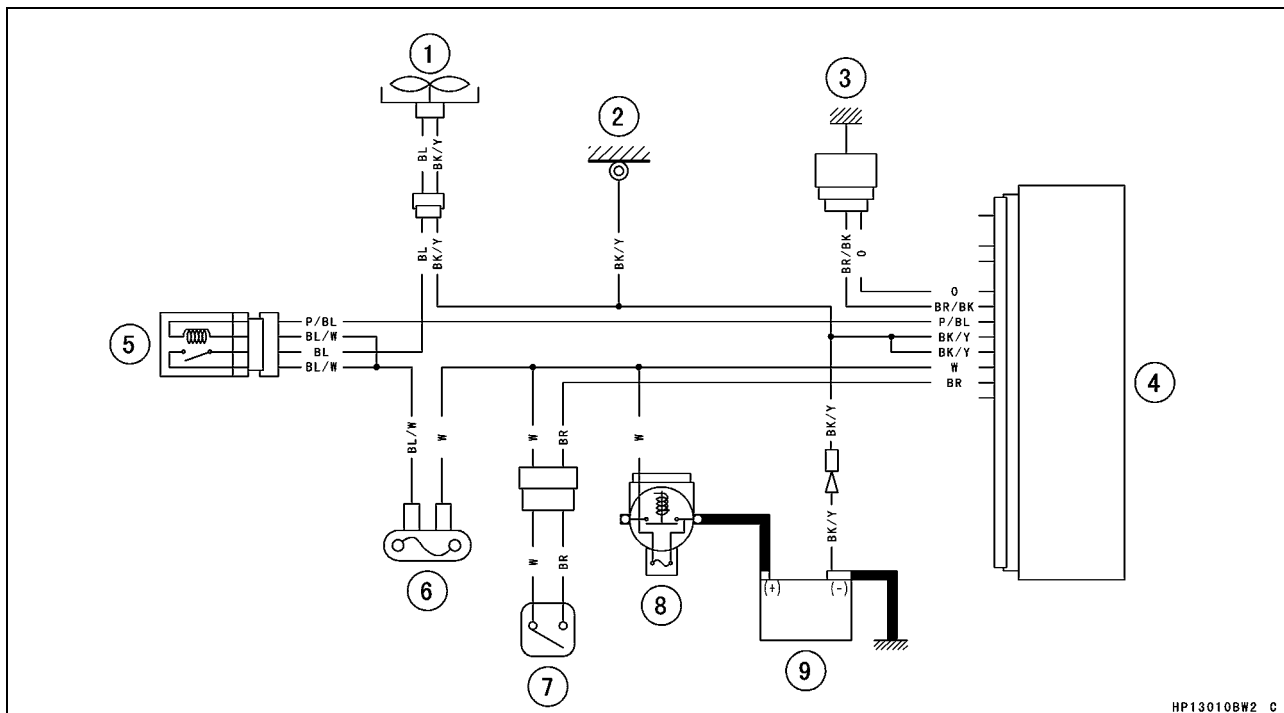 1
2
3
BL
BK/Y
BL
BK/Y
BK/Y
BR/BK
O
O
BR/BK
P/BL
BK/Y
BK/Y
W
BR
4
5
P/BL
BL/W
BL
BL/W
BL/W
W
W
BR
W
BK/Y
BK/Y
W
BR
(+)
(-)
6
7
8
9
HP13010BW2 C